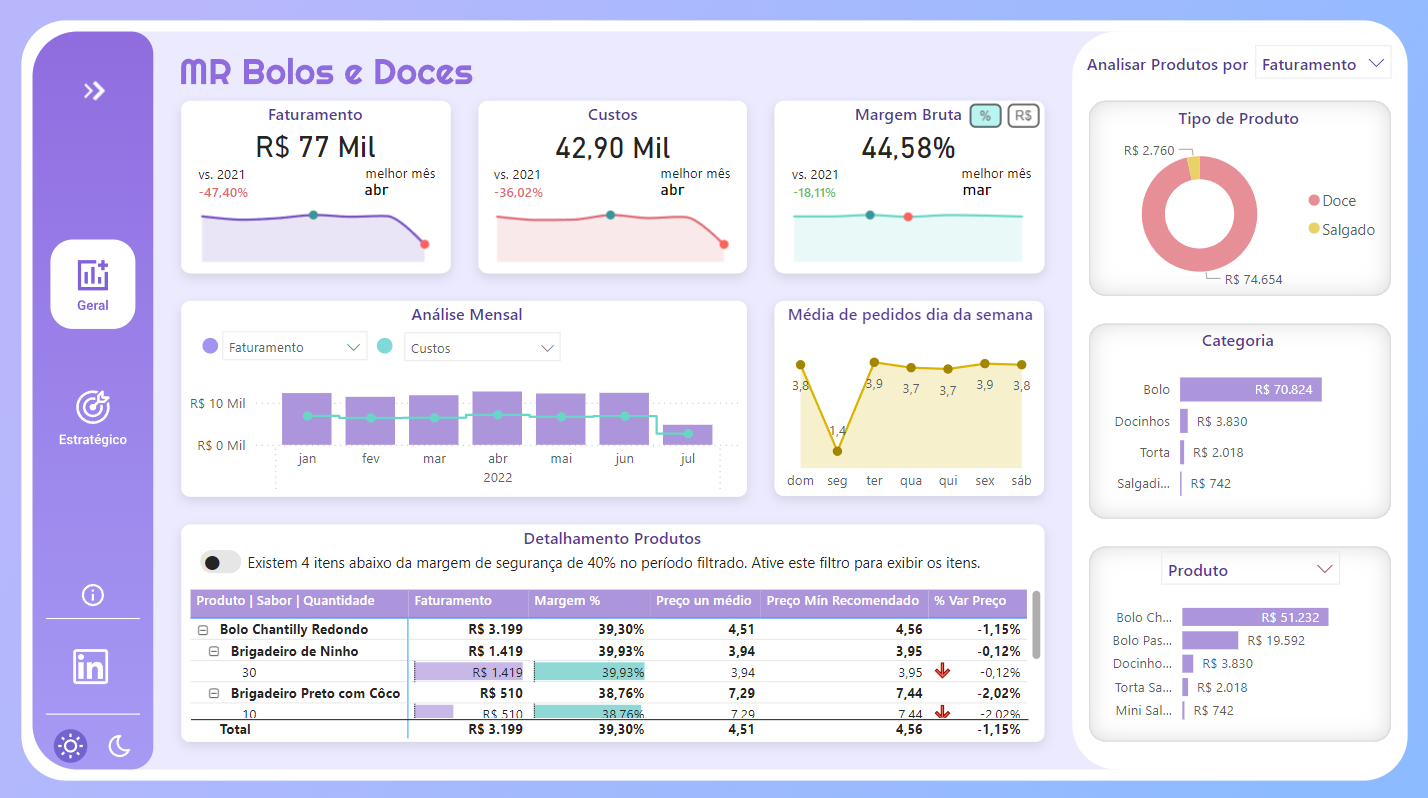 MR Bolos e Doces
Geral
Estratégico
Faturamento
R$ 77 Mil
vs. 2021
-47,40%
melhor mês
abr
Custos
42,90 Mil
vs. 2021
-36,02%
melhor mês
abr
Margem Bruta
%
R$
44,58%
vs. 2021
-18,11%
melhor mês
mar
Análise Mensal
Faturamento
Custos
R$ 10 Mil
R$ 0 Mil
jan fev mar abr mai jun jul
2022
Média de pedidos dia da semana
3,8 1,4 3,9 3,7 3,7 3,9 3,8
dom seg ter qua qui sex sáb
Detalhamento Produtos
Existem 4 itens abaixo da margem de segurança de 40% no período filtrado. Ative este filtro para exibir os itens.
Produto | Sabor | Quantidade Faturamento Margem % Preço un médio Preço Mín Recomendado % Var Preço
Bolo Chantilly Redondo R$ 3.199 39,30% 4,51 4,56 -1,15%
Brigadeiro de Ninho R$ 1.419 39,93% 3,94 3,95 -0,12%
30 R$ 1.419 39,93% 3,94 3,95 -0,12%
Brigadeiro Preto com Côco R$ 510 38,76% 7,29 7,44 -2,02%
10 R$ 510 38,76% 7,29 7,44 -2,02%
Total R$ 3.199 39,30% 4,51 4,56 -1,15%
Analisar Produtos por
Faturamento
Tipo de Produto
R$ 2.760
R$ 74.654
Doce
Salgado
Categoria
Bolo R$ 70.824
Docinhos R$ 3.830
Torta R$ 2.018
Salgadi... R$ 742
Produto
Bolo Ch... R$ 51.232
Bolo Pas... R$ 19.592
Docinho... R$ 3.830
Torta Sa... R$ 2.018
Mini Sal... R$ 742
in